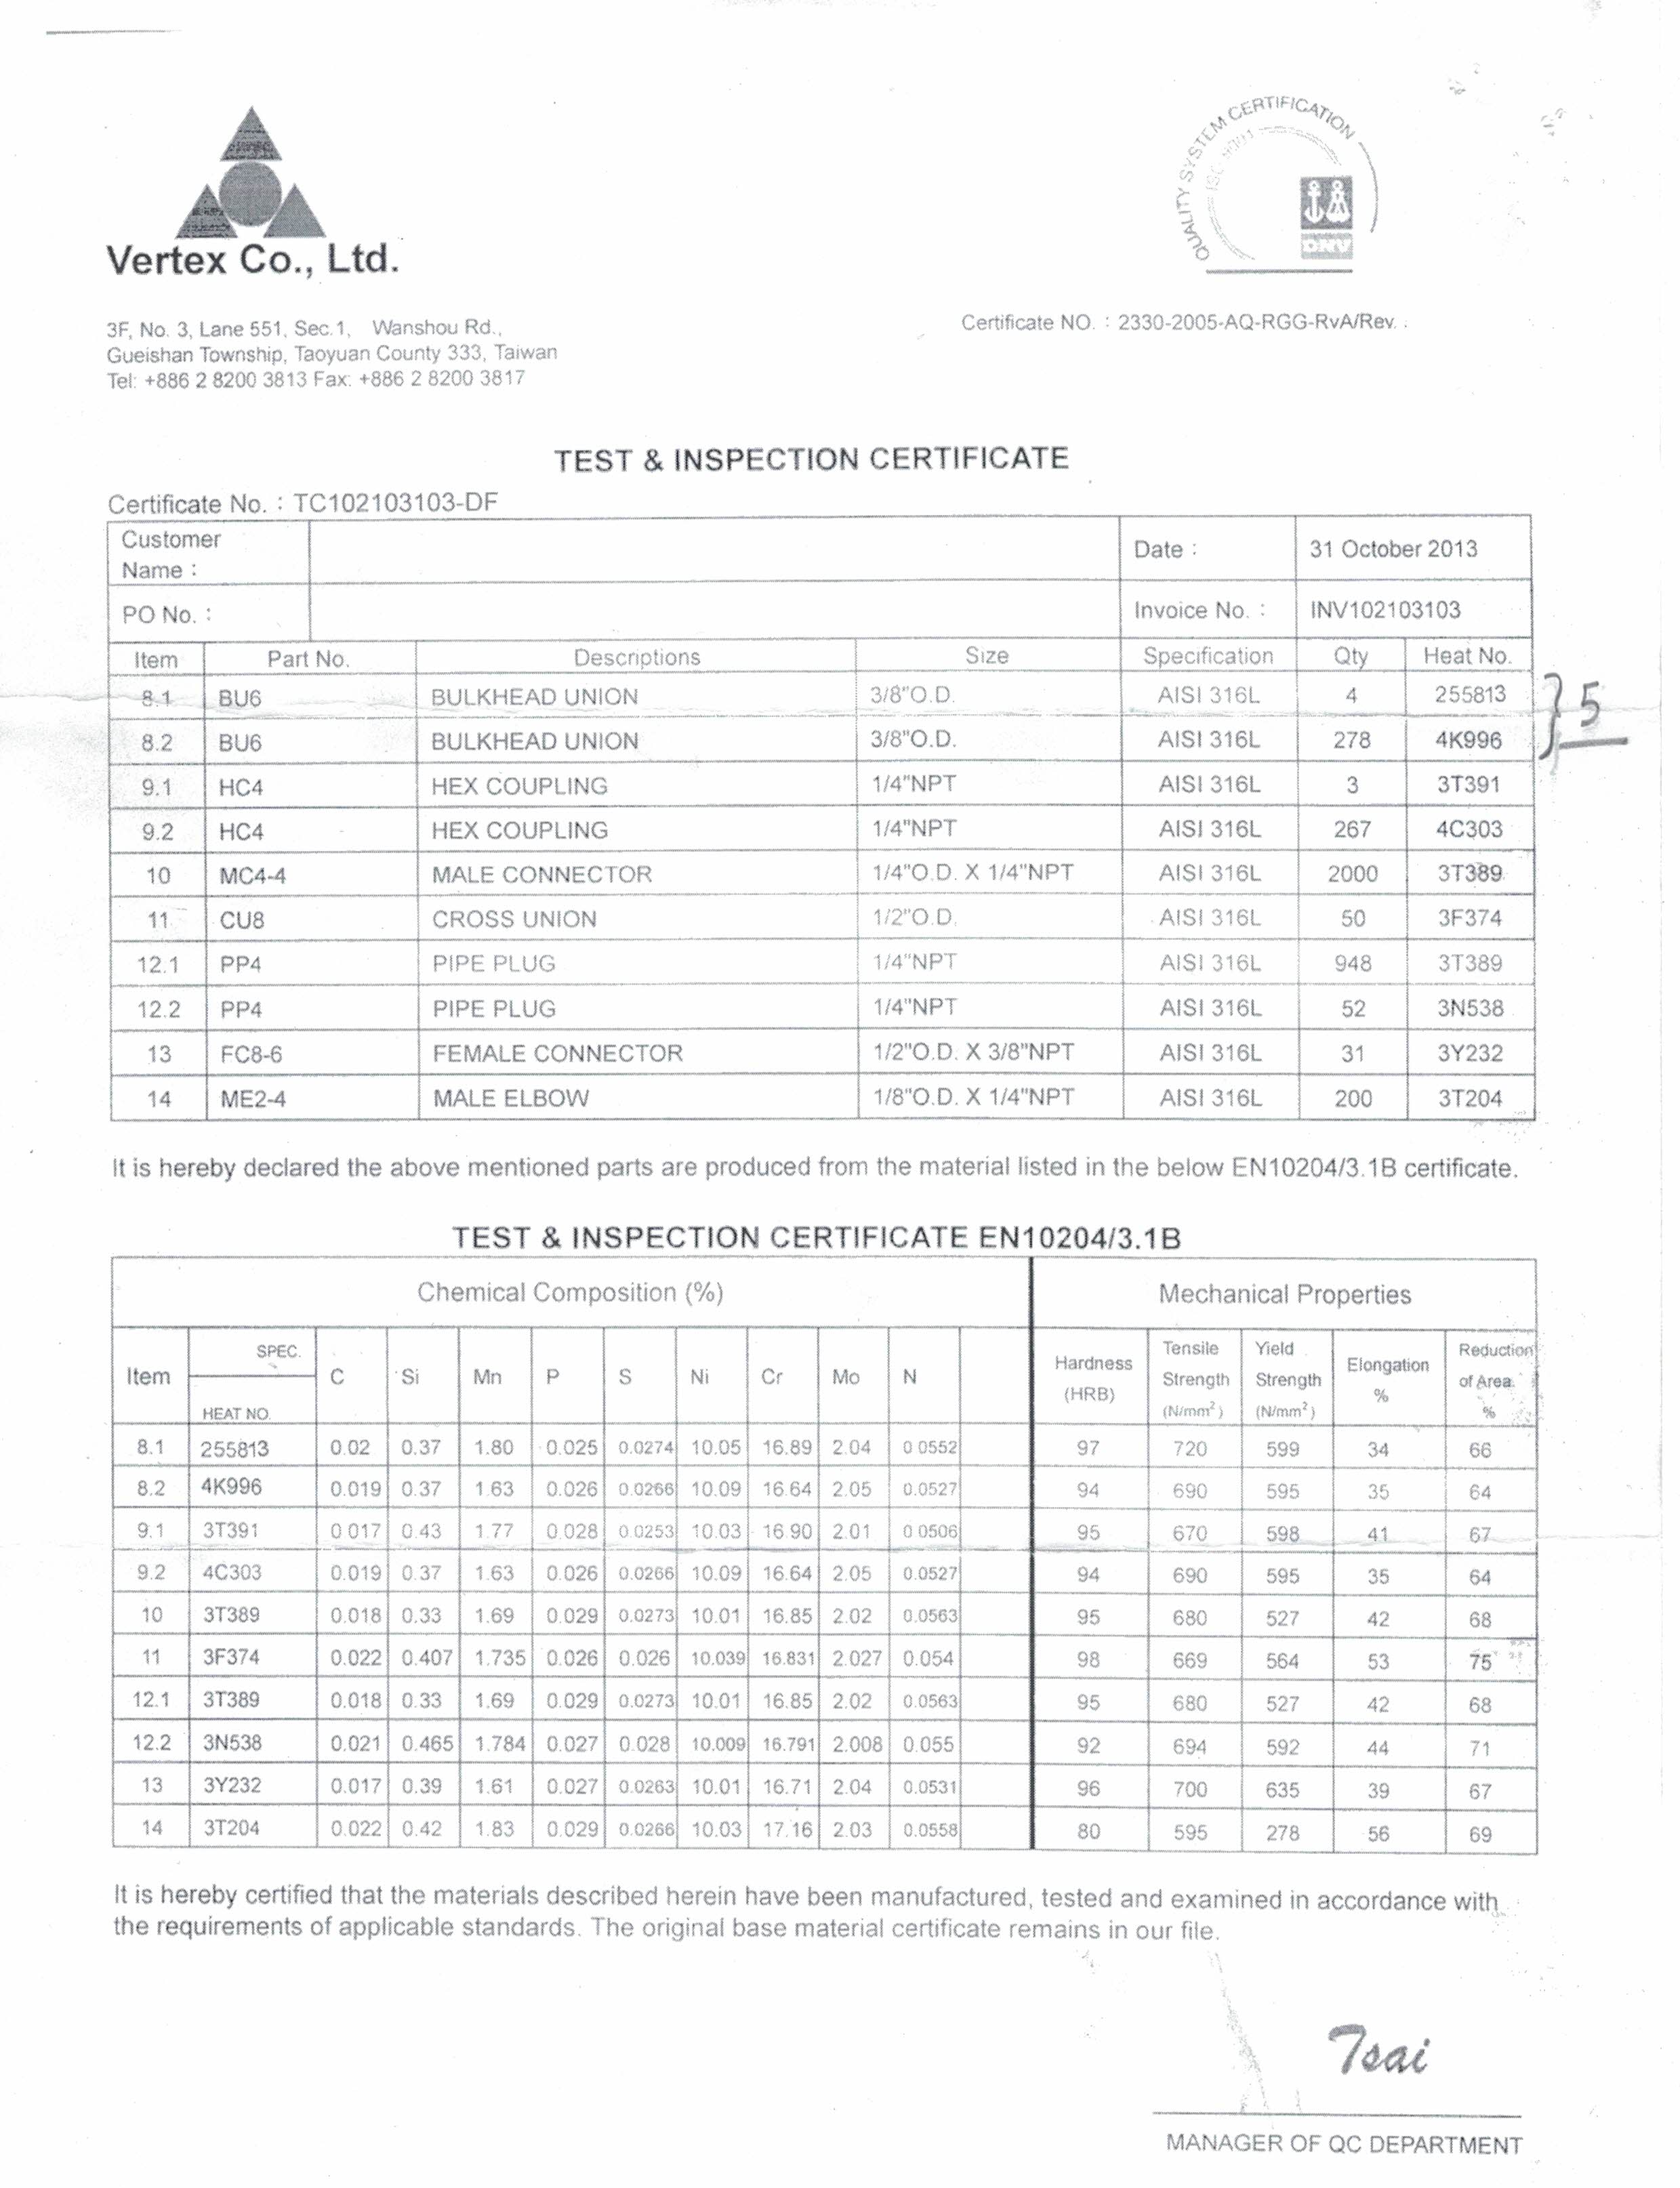 QUALITY SYSTEM CERTIFICATION
ISO 9001
DNV
Vertex Co., Ltd.
3F, No. 3, Lane 551, Sec.1, Wanshou Rd.,
Gueishan Township, Taoyuan County 333, Taiwan
Tel: +886 2 8200 3813 Fax: +886 2 8200 3817
Certificate NO. : 2330-2005-AQ-RGG-RvA/Rev. .
TEST & INSPECTION CERTIFICATE
Certificate No. : TC102103103-DF
Customer Name : Date : 31 October 2013
PO No. : Invoice No. : INV102103103
Item Part No. Descriptions Size Specification Qty Heat No.
8.1 BU6 BULKHEAD UNION 3/8"O.D. AISI 316L 4 255813
8.2 BU6 BULKHEAD UNION 3/8"O.D. AISI 316L 278 4K996
} 5
9.1 HC4 HEX COUPLING 1/4"NPT AISI 316L 3 3T391
9.2 HC4 HEX COUPLING 1/4"NPT AISI 316L 267 4C303
10 MC4-4 MALE CONNECTOR 1/4"O.D. X 1/4"NPT AISI 316L 2000 3T389
11 CU8 CROSS UNION 1/2"O.D. AISI 316L 50 3F374
12.1 PP4 PIPE PLUG 1/4"NPT AISI 316L 948 3T389
12.2 PP4 PIPE PLUG 1/4"NPT AISI 316L 52 3N538
13 FC8-6 FEMALE CONNECTOR 1/2"O.D. X 3/8"NPT AISI 316L 31 3Y232
14 ME2-4 MALE ELBOW 1/8"O.D. X 1/4"NPT AISI 316L 200 3T204
It is hereby declared the above mentioned parts are produced from the material listed in the below EN10204/3.1B certificate.
TEST & INSPECTION CERTIFICATE EN10204/3.1B
Chemical Composition (%) Mechanical Properties
Item SPEC. HEAT NO. C Si Mn P S Ni Cr Mo N Hardness (HRB) Tensile Strength (N/mm²) Yield Strength (N/mm²) Elongation % Reduction of Area %
8.1 255813 0.02 0.37 1.80 0.025 0.0274 10.05 16.89 2.04 0.0552 97 720 599 34 66
8.2 4K996 0.019 0.37 1.63 0.026 0.0266 10.09 16.64 2.05 0.0527 94 690 595 35 64
9.1 3T391 0.017 0.43 1.77 0.028 0.0253 10.03 16.90 2.01 0.0506 95 670 598 41 67
9.2 4C303 0.019 0.37 1.63 0.026 0.0266 10.09 16.64 2.05 0.0527 94 690 595 35 64
10 3T389 0.018 0.33 1.69 0.029 0.0273 10.01 16.85 2.02 0.0563 95 680 527 42 68
11 3F374 0.022 0.407 1.735 0.026 0.026 10.039 16.831 2.027 0.054 98 669 564 53 75
12.1 3T389 0.018 0.33 1.69 0.029 0.0273 10.01 16.85 2.02 0.0563 95 680 527 42 68
12.2 3N538 0.021 0.465 1.784 0.027 0.028 10.009 16.791 2.008 0.055 92 694 592 44 71
13 3Y232 0.017 0.39 1.61 0.027 0.0263 10.01 16.71 2.04 0.0531 96 700 635 39 67
14 3T204 0.022 0.42 1.83 0.029 0.0266 10.03 17.16 2.03 0.0558 80 595 278 56 69
It is hereby certified that the materials described herein have been manufactured, tested and examined in accordance with
the requirements of applicable standards. The original base material certificate remains in our file.
Tsai
MANAGER OF QC DEPARTMENT